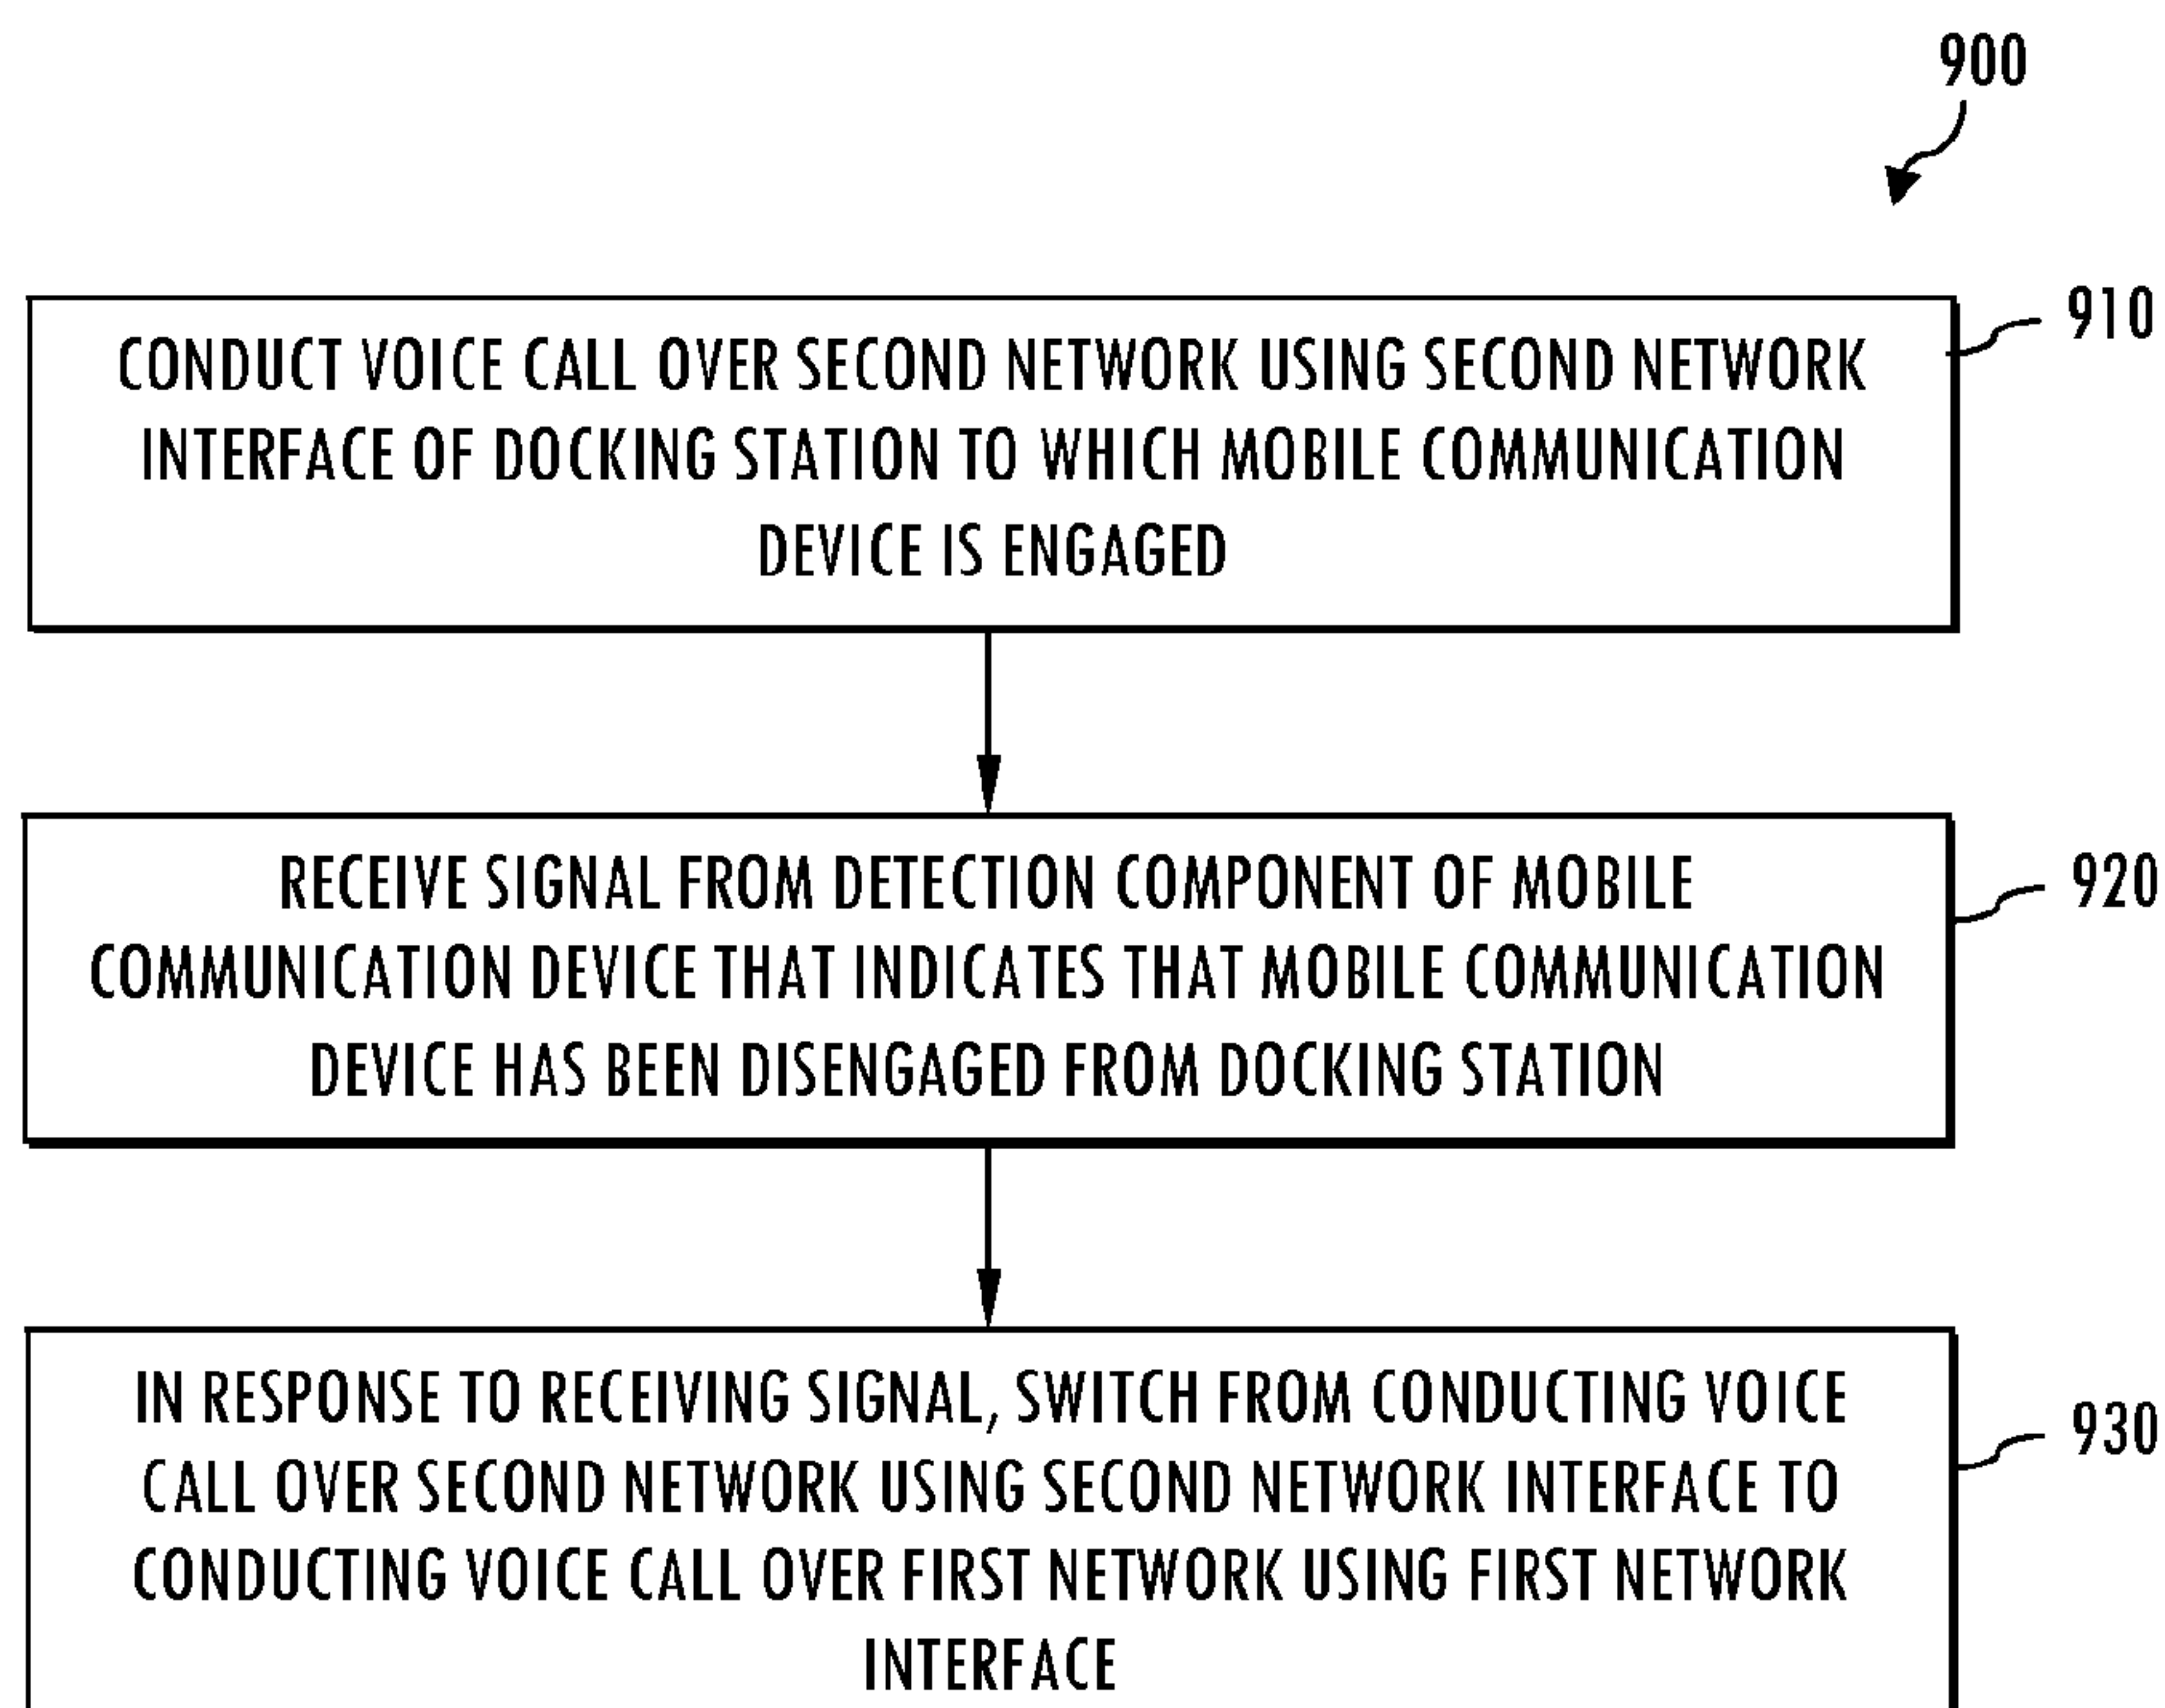 900
910
CONDUCT VOICE CALL OVER SECOND NETWORK USING SECOND NETWORK
INTERFACE OF DOCKING STATION TO WHICH MOBILE COMMUNICATION
DEVICE IS ENGAGED
920
RECEIVE SIGNAL FROM DETECTION COMPONENT OF MOBILE
COMMUNICATION DEVICE THAT INDICATES THAT MOBILE COMMUNICATION
DEVICE HAS BEEN DISENGAGED FROM DOCKING STATION
930
IN RESPONSE TO RECEIVING SIGNAL, SWITCH FROM CONDUCTING VOICE
CALL OVER SECOND NETWORK USING SECOND NETWORK INTERFACE TO
CONDUCTING VOICE CALL OVER FIRST NETWORK USING FIRST NETWORK
INTERFACE